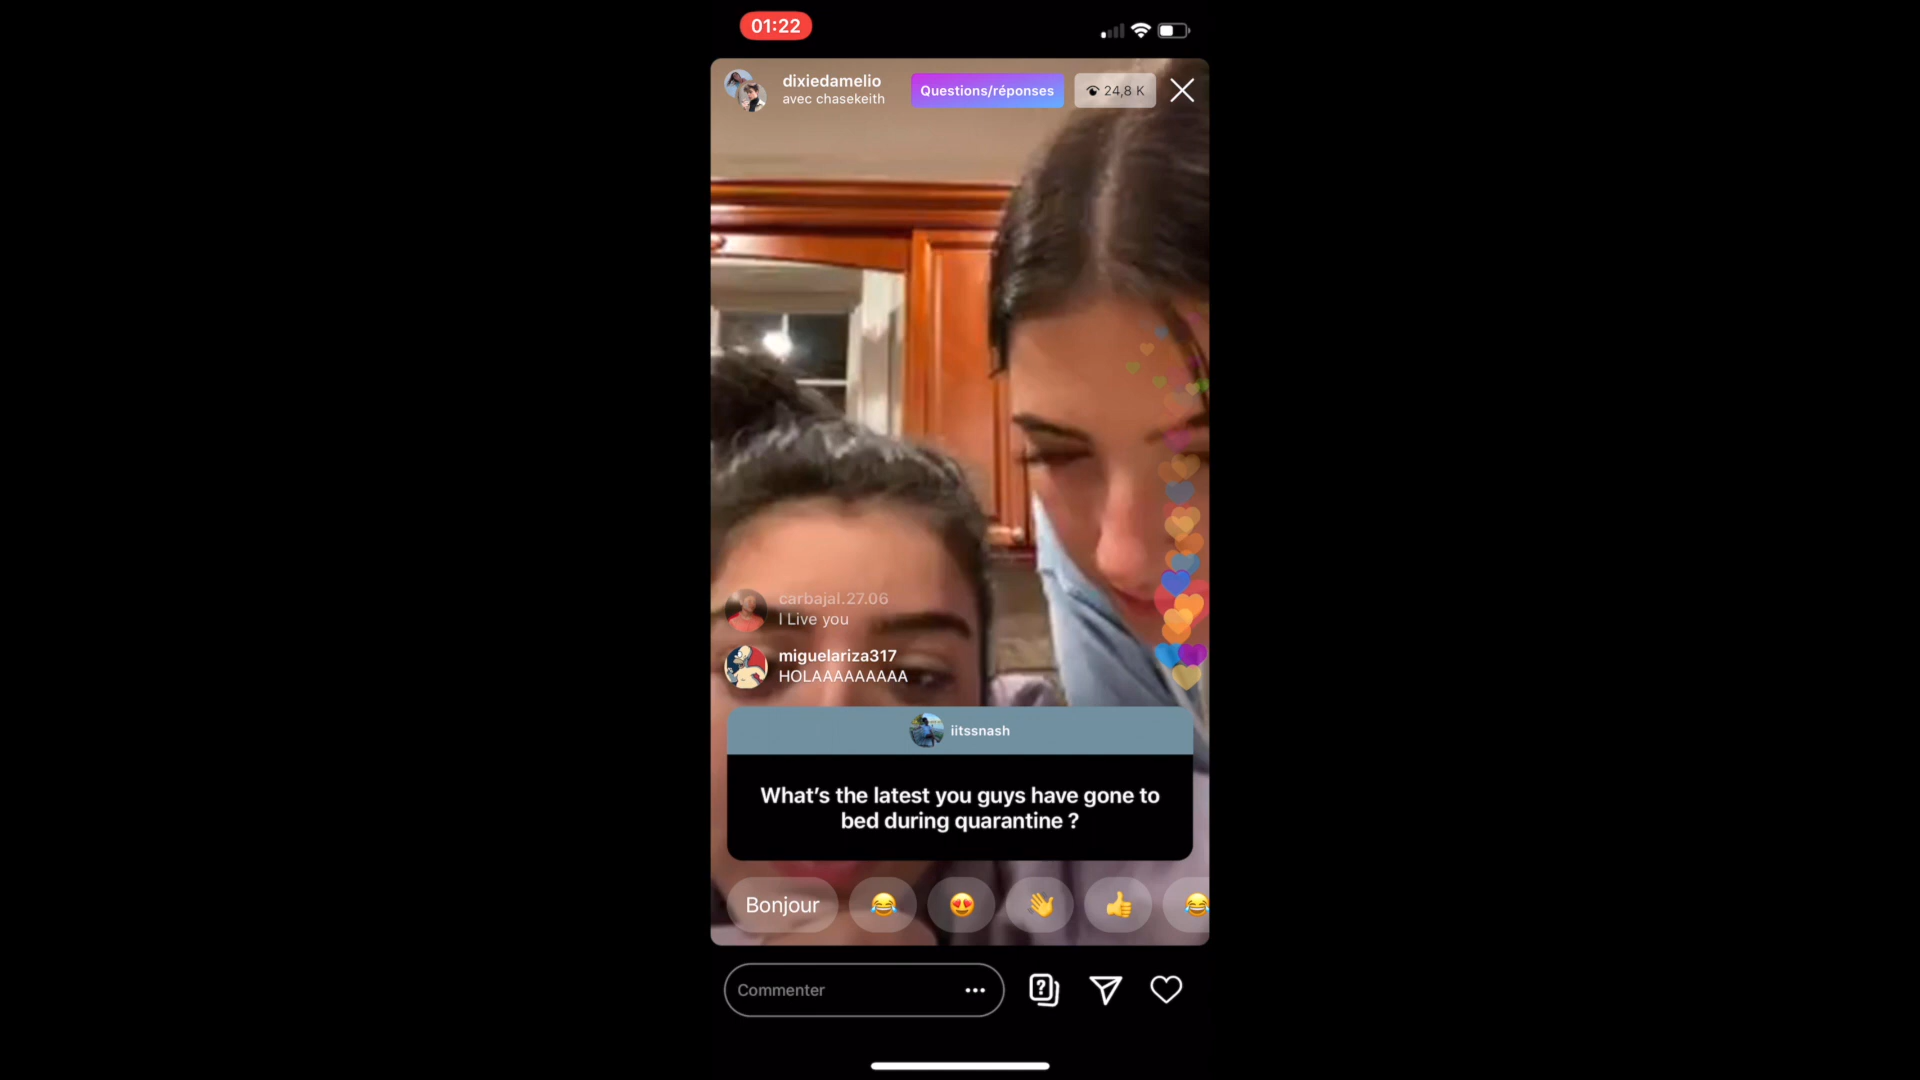 01:22
dixiedamelio
avec chasekeith
Questions/réponses
24,8 K
carbajal.27.06
I Live you
miguelariza317
HOLAAAAAAAAA
iitssnash
What's the latest you guys have gone to
bed during quarantine ?
Bonjour
Commenter